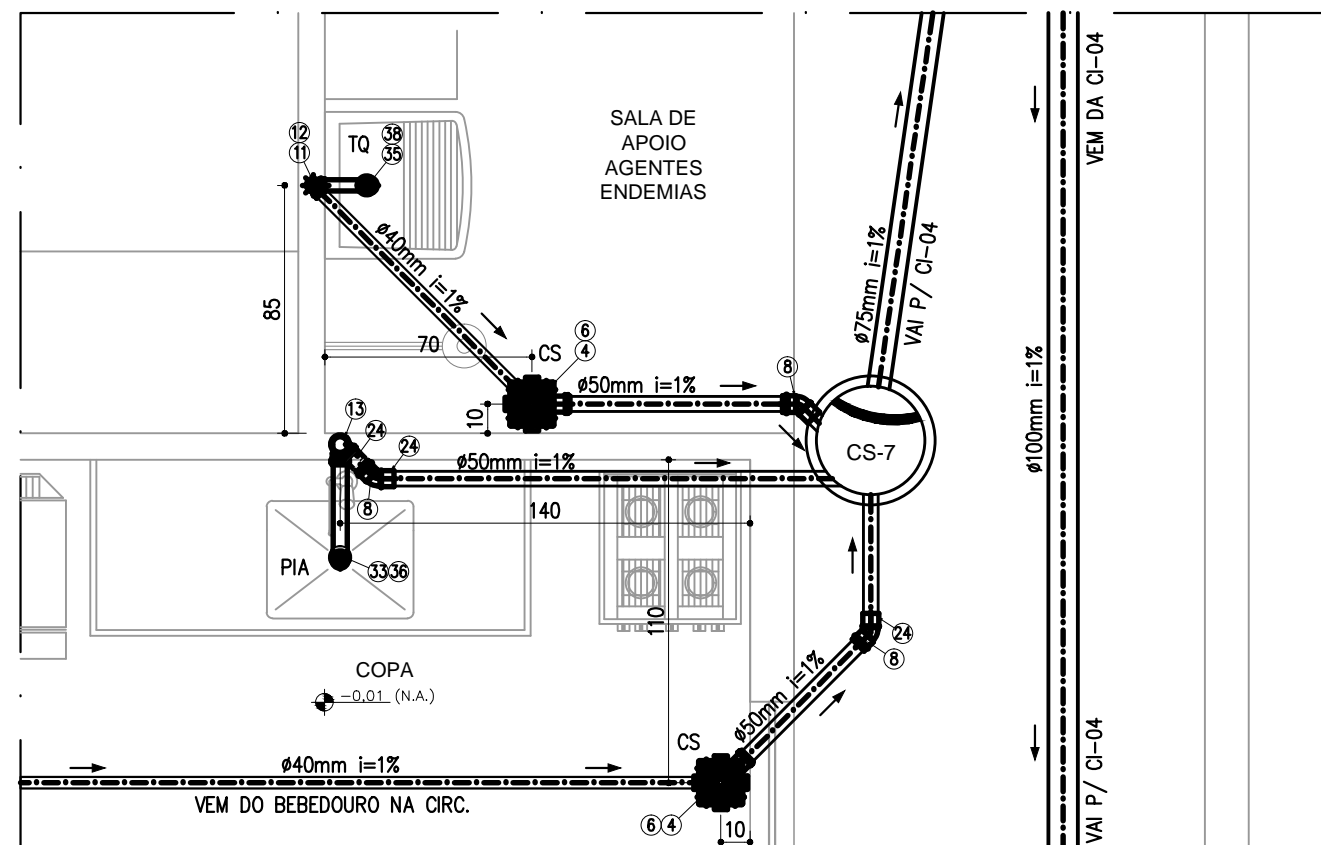 SALA DE
APOIO
AGENTES
ENDEMIAS
TQ
12
11
38
35
ø40mm i=1%
85
70
CS
6
4
10
ø50mm i=1%
8
ø75mm i=1%
VAI P/ CI-04
VEM DA CI-04
ø100mm i=1%
VAI P/ CI-04
CS-7
13
24
24
8
ø50mm i=1%
140
110
PIA
33
36
COPA
-0,01 (N.A.)
24
8
ø50mm i=1%
CS
6
4
10
ø40mm i=1%
VEM DO BEBEDOURO NA CIRC.